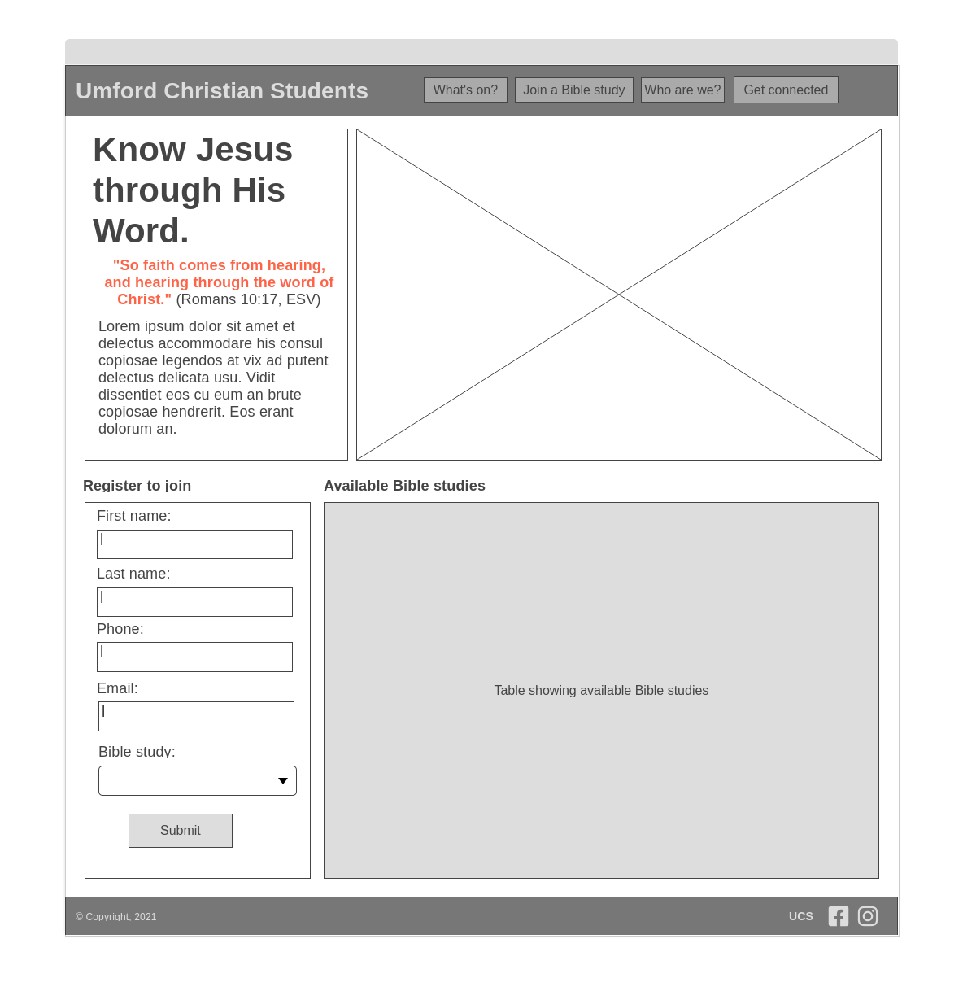 Umford Christian Students
What's on?
Join a Bible study
Who are we?
Get connected
Know Jesus
through His
Word.
"So faith comes from hearing,
and hearing through the word of
Christ." (Romans 10:17, ESV)
Lorem ipsum dolor sit amet et
delectus accommodare his consul
copiosae legendos at vix ad putent
delectus delicata usu. Vidit
dissentiet eos cu eum an brute
copiosae hendrerit. Eos erant
dolorum an.
Register to join
First name:
Last name:
Phone:
Email:
Bible study:
Submit
Available Bible studies
Table showing available Bible studies
© Copyright, 2021
UCS